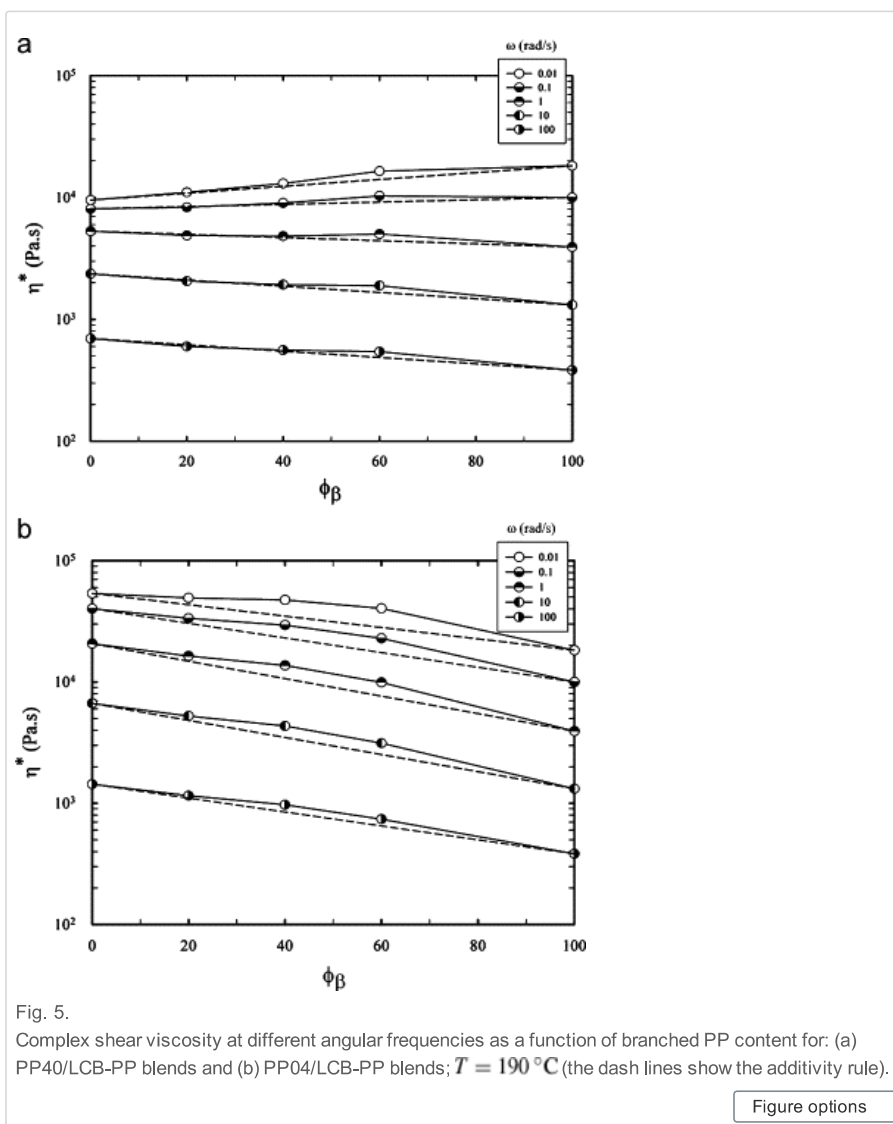 a
ω (rad/s)
0.01
0.1
1
10
100
10⁵
10⁴
10³
10²
η* (Pa.s)
0 20 40 60 80 100
ϕβ
b
ω (rad/s)
0.01
0.1
1
10
100
10⁵
10⁴
10³
10²
η* (Pa.s)
0 20 40 60 80 100
ϕβ
Fig. 5.
Complex shear viscosity at different angular frequencies as a function of branched PP content for: (a)
PP40/LCB-PP blends and (b) PP04/LCB-PP blends; T = 190 °C (the dash lines show the additivity rule).
Figure options